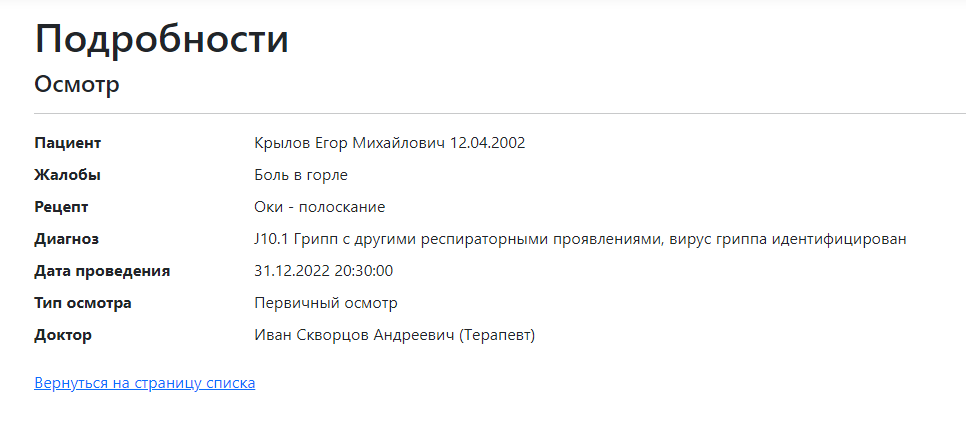 Подробности
Осмотр
Пациент Крылов Егор Михайлович 12.04.2002
Жалобы Боль в горле
Рецепт Оки - полоскание
Диагноз J10.1 Грипп с другими респираторными проявлениями, вирус гриппа идентифицирован
Дата проведения 31.12.2022 20:30:00
Тип осмотра Первичный осмотр
Доктор Иван Скворцов Андреевич (Терапевт)
Вернуться на страницу списка